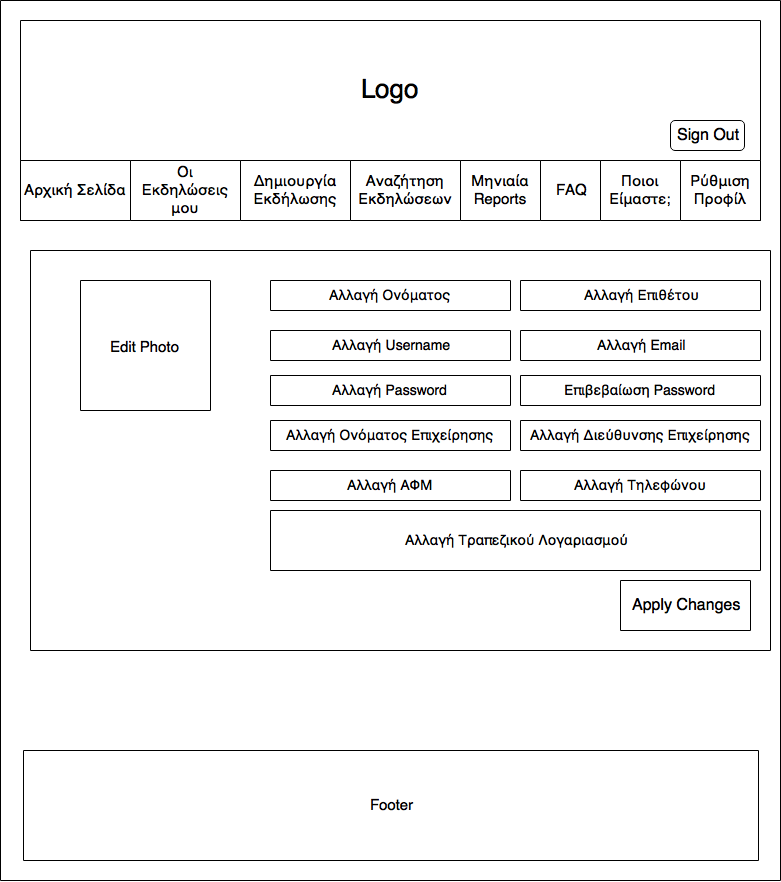 Logo
Sign Out
Αρχική Σελίδα
Οι
Εκδηλώσεις
μου
Δημιουργία
Εκδήλωσης
Αναζήτηση
Εκδηλώσεων
Μηνιαία
Reports
FAQ
Ποιοι
Είμαστε;
Ρύθμιση
Προφίλ
Edit Photo
Αλλαγή Ονόματος
Αλλαγή Επιθέτου
Αλλαγή Username
Αλλαγή Email
Αλλαγή Password
Επιβεβαίωση Password
Αλλαγή Ονόματος Επιχείρησης
Αλλαγή Διεύθυνσης Επιχείρησης
Αλλαγή ΑΦΜ
Αλλαγή Τηλεφώνου
Αλλαγή Τραπεζικού Λογαριασμού
Apply Changes
Footer